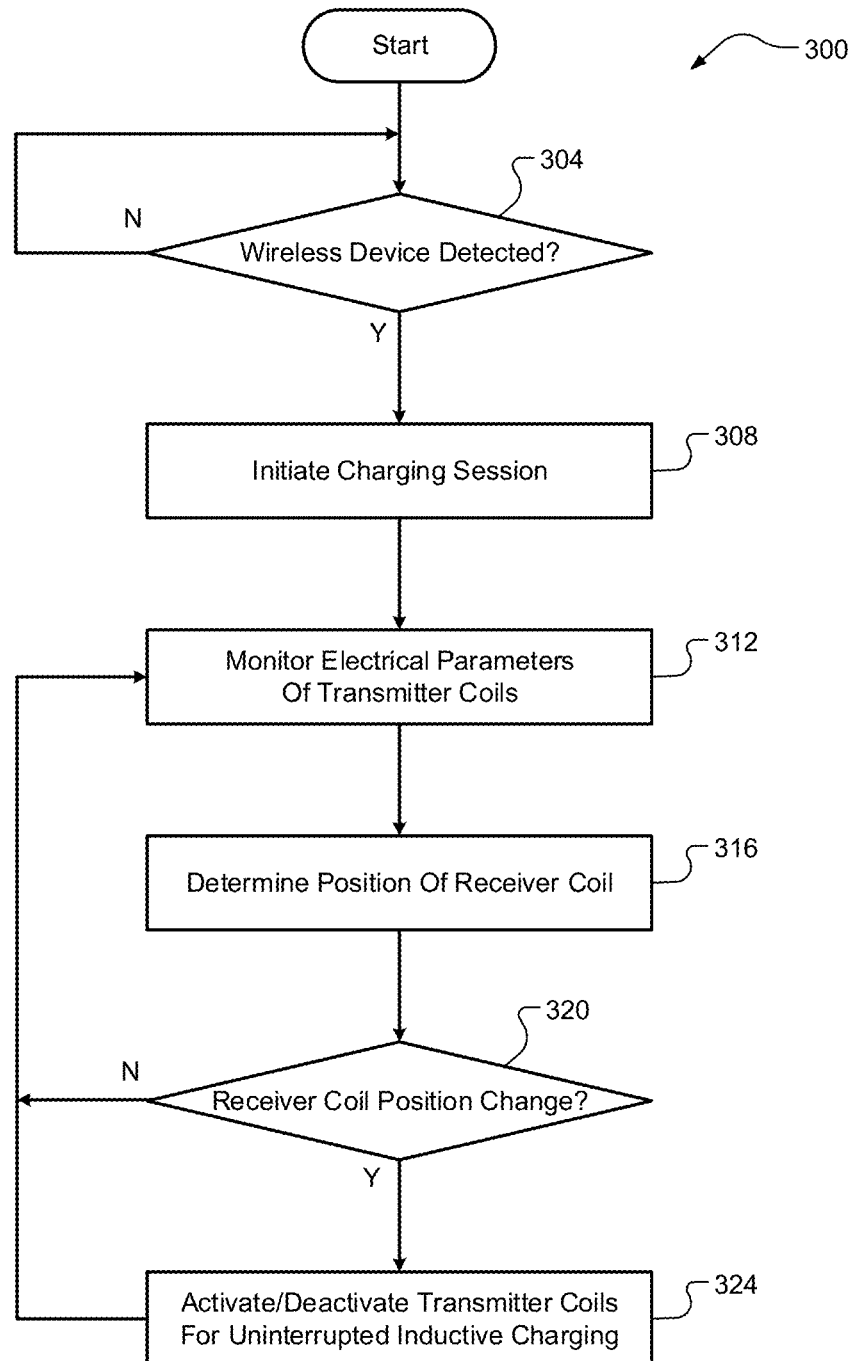 Start
300
304
N
Wireless Device Detected?
Y
308
Initiate Charging Session
312
Monitor Electrical Parameters
Of Transmitter Coils
316
Determine Position Of Receiver Coil
320
N
Receiver Coil Position Change?
Y
324
Activate/Deactivate Transmitter Coils
For Uninterrupted Inductive Charging